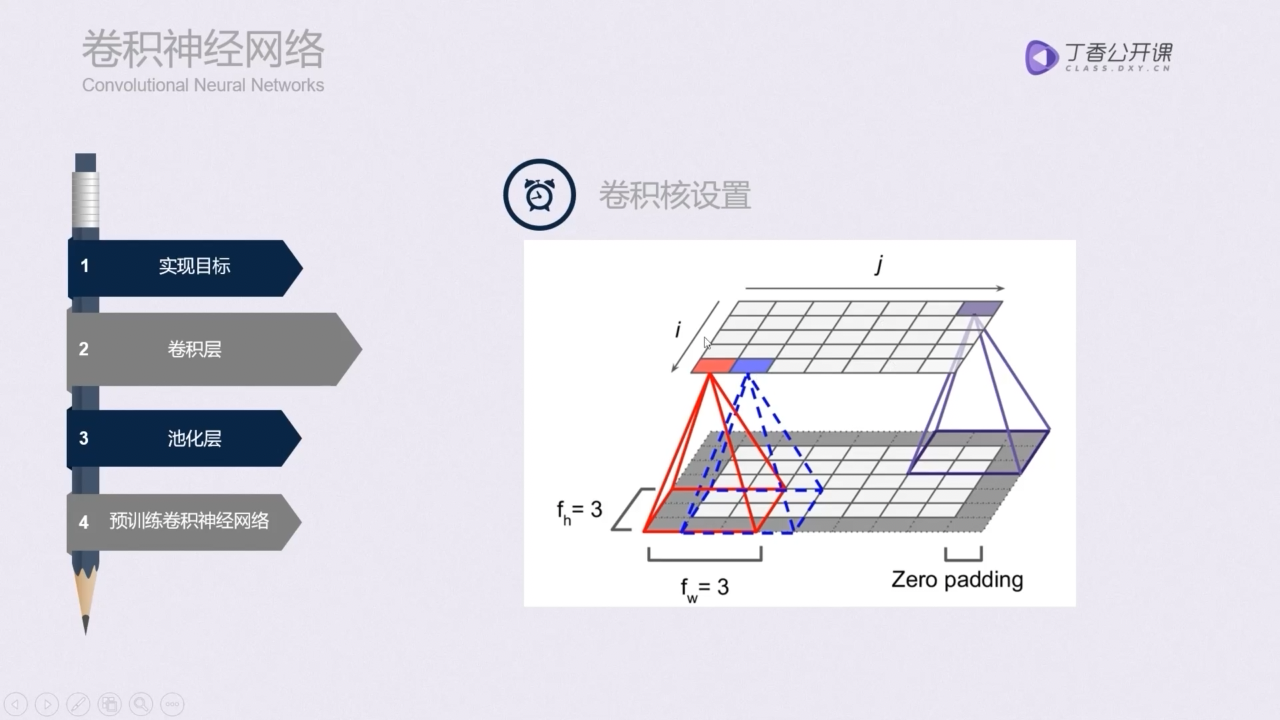 卷积神经网络
Convolutional Neural Networks
丁香公开课
CLASS.DXY.CN
1 实现目标
2 卷积层
3 池化层
4 预训练卷积神经网络
卷积核设置
j
i
fh= 3
fw= 3
Zero padding